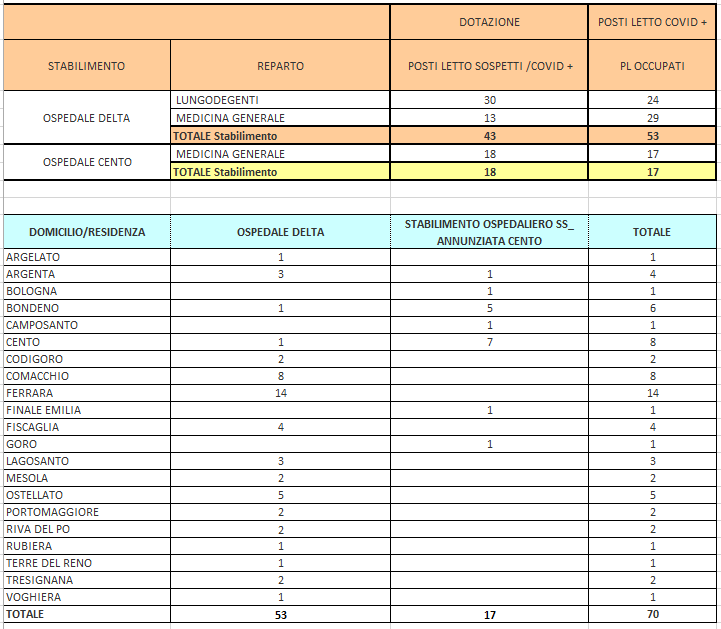 DOTAZIONE POSTI LETTO COVID +
STABILIMENTO REPARTO POSTI LETTO SOSPETTI /COVID + PL OCCUPATI
OSPEDALE DELTA
LUNGODEGENTI 30 24
MEDICINA GENERALE 13 29
TOTALE Stabilimento 43 53
OSPEDALE CENTO
MEDICINA GENERALE 18 17
TOTALE Stabilimento 18 17
DOMICILIO/RESIDENZA OSPEDALE DELTA STABILIMENTO OSPEDALIERO SS_
ANNUNZIATA CENTO TOTALE
ARGELATO 1 1
ARGENTA 3 1 4
BOLOGNA 1 1
BONDENO 1 5 6
CAMPOSANTO 1 1
CENTO 1 7 8
CODIGORO 2 2
COMACCHIO 8 8
FERRARA 14 14
FINALE EMILIA 1 1
FISCAGLIA 4 4
GORO 1 1
LAGOSANTO 3 3
MESOLA 2 2
OSTELLATO 5 5
PORTOMAGGIORE 2 2
RIVA DEL PO 2 2
RUBIERA 1 1
TERRE DEL RENO 1 1
TRESIGNANA 2 2
VOGHIERA 1 1
TOTALE 53 17 70